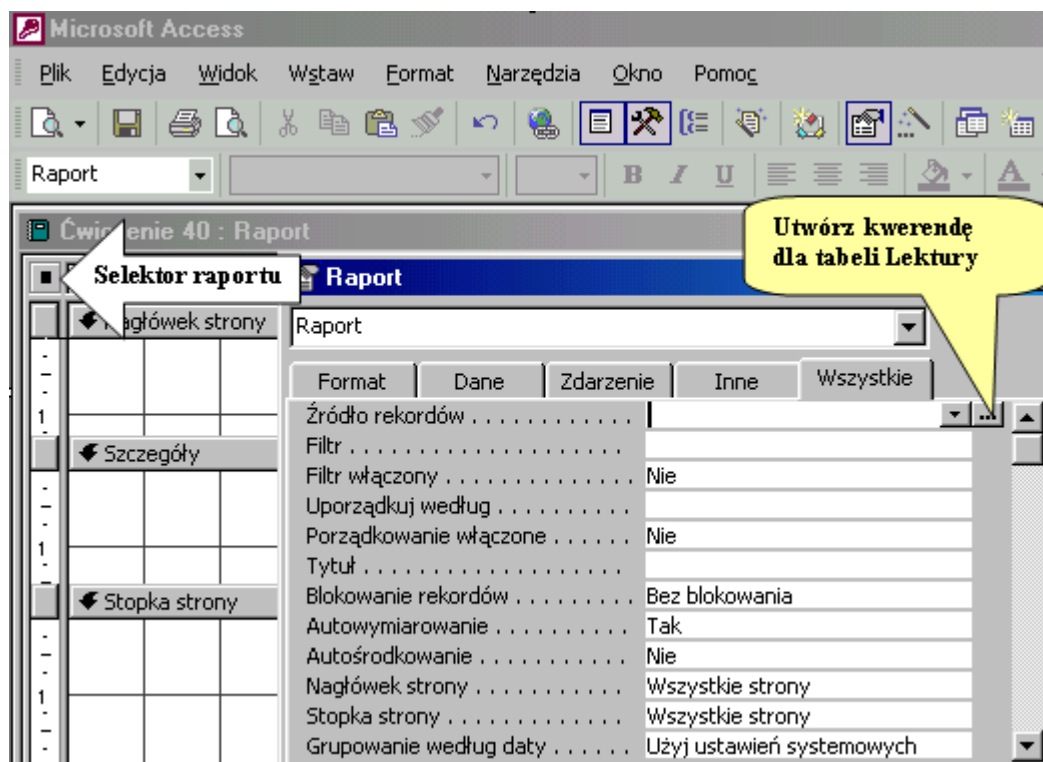 Microsoft Access
Plik Edycja Widok Wstaw Format Narzędzia Okno Pomoc
Raport B I U A
Utwórz kwerendę
dla tabeli Lektury
Ćwiczenie 40 : Raport
Selektor raportu
Raport
Nagłówek strony
Raport
Format Dane Zdarzenie Inne Wszystkie
Źródło rekordów . . . . . . . . . . . . ...
1
Filtr . . . . . . . . . . . . . . . . . . . . .
Szczegóły
Filtr włączony . . . . . . . . . . . . . . Nie
Uporządkuj według . . . . . . . . . . .
Porządkowanie włączone . . . . . . Nie
1
Tytuł . . . . . . . . . . . . . . . . . . . .
Blokowanie rekordów . . . . . . . . . Bez blokowania
Stopka strony
Autowymiarowanie . . . . . . . . . . Tak
Autośrodkowanie . . . . . . . . . . . Nie
Nagłówek strony . . . . . . . . . . . Wszystkie strony
1
Stopka strony . . . . . . . . . . . . . Wszystkie strony
Grupowanie według daty . . . . . . Użyj ustawień systemowych